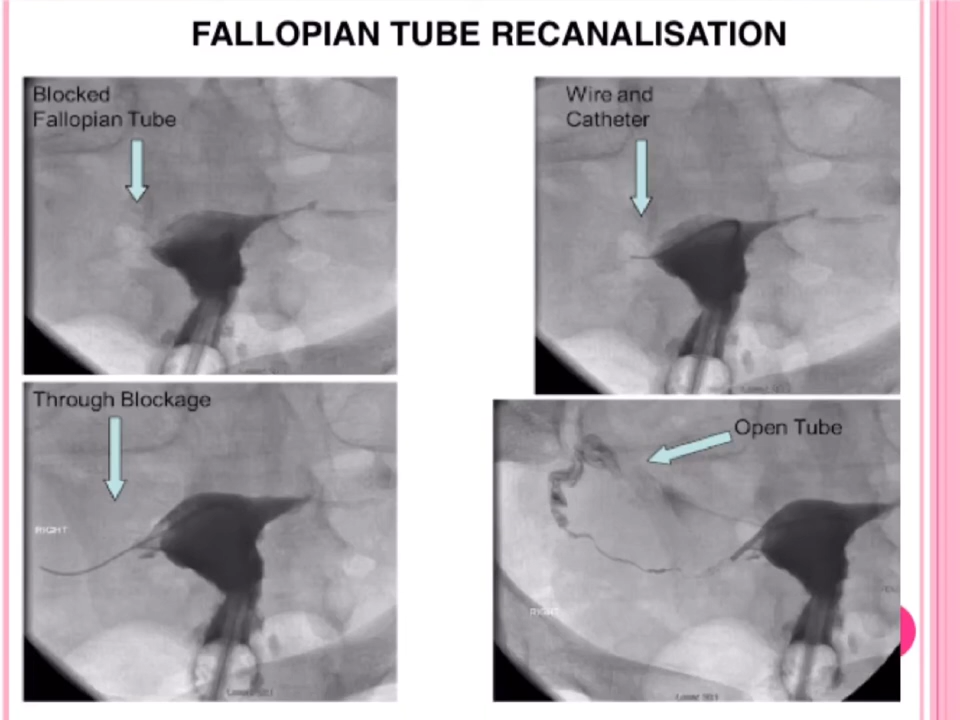 FALLOPIAN TUBE RECANALISATION
Blocked
Fallopian Tube
Wire and
Catheter
Through Blockage
RIGHT
Open Tube
RIGHT